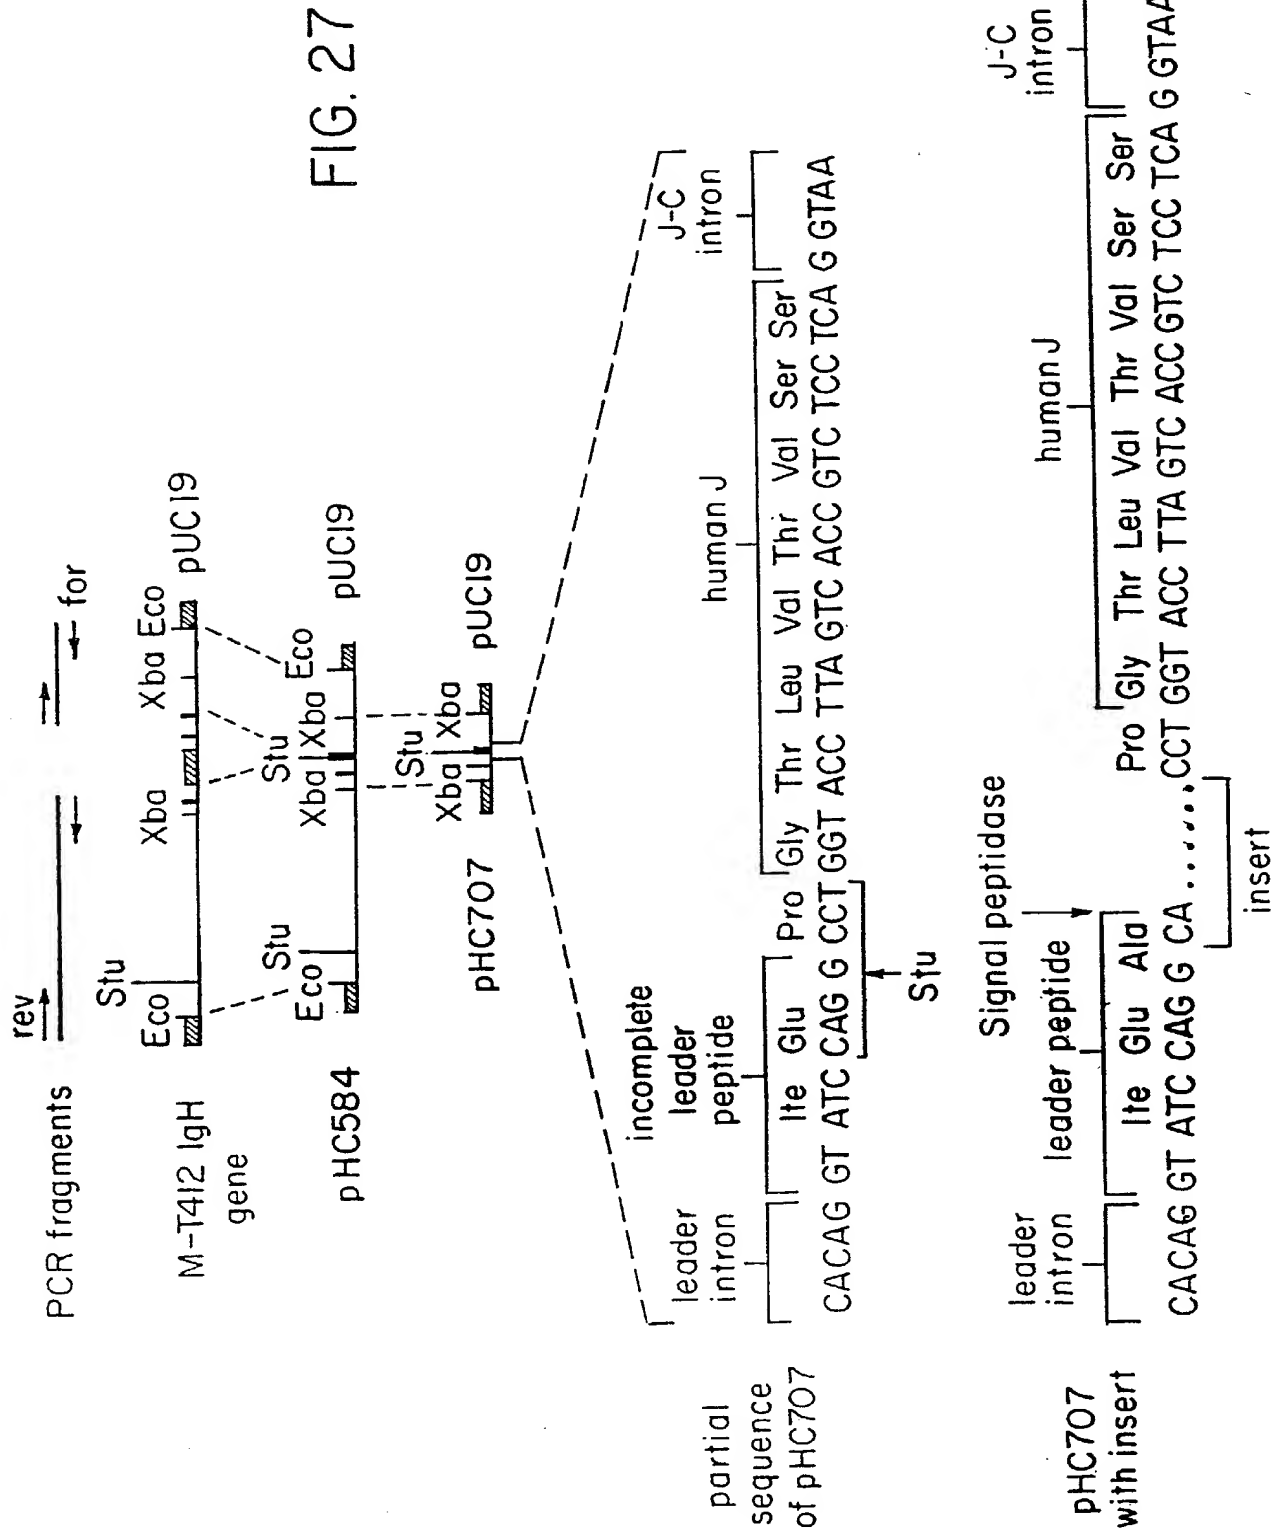 FIG. 27
PCR fragments
rev
for
M-T412 IgH
gene
Eco
Stu
Xba
Xba
Eco
pUC19
pHC584
Eco
Stu
Xba
Stu
Xba
Eco
pUC19
pHC707
Xba
Stu
Xba
pUC19
partial
sequence
of pHC707
leader
intron
incomplete
leader
peptide
human J
J-C
intron
Ile Glu Pro Gly Thr Leu Val Thr Val Ser Ser
CACAG GT ATC CAG G CCT GGT ACC TTA GTC ACC GTC TCC TCA G GTAA
Stu
pHC707
with insert
leader
intron
leader peptide
Signal peptidase
human J
J-C
intron
Ile Glu Ala Pro Gly Thr Leu Val Thr Val Ser Ser
CACAG GT ATC CAG G CA....... CCT GGT ACC TTA GTC ACC GTC TCC TCA G GTAA
insert